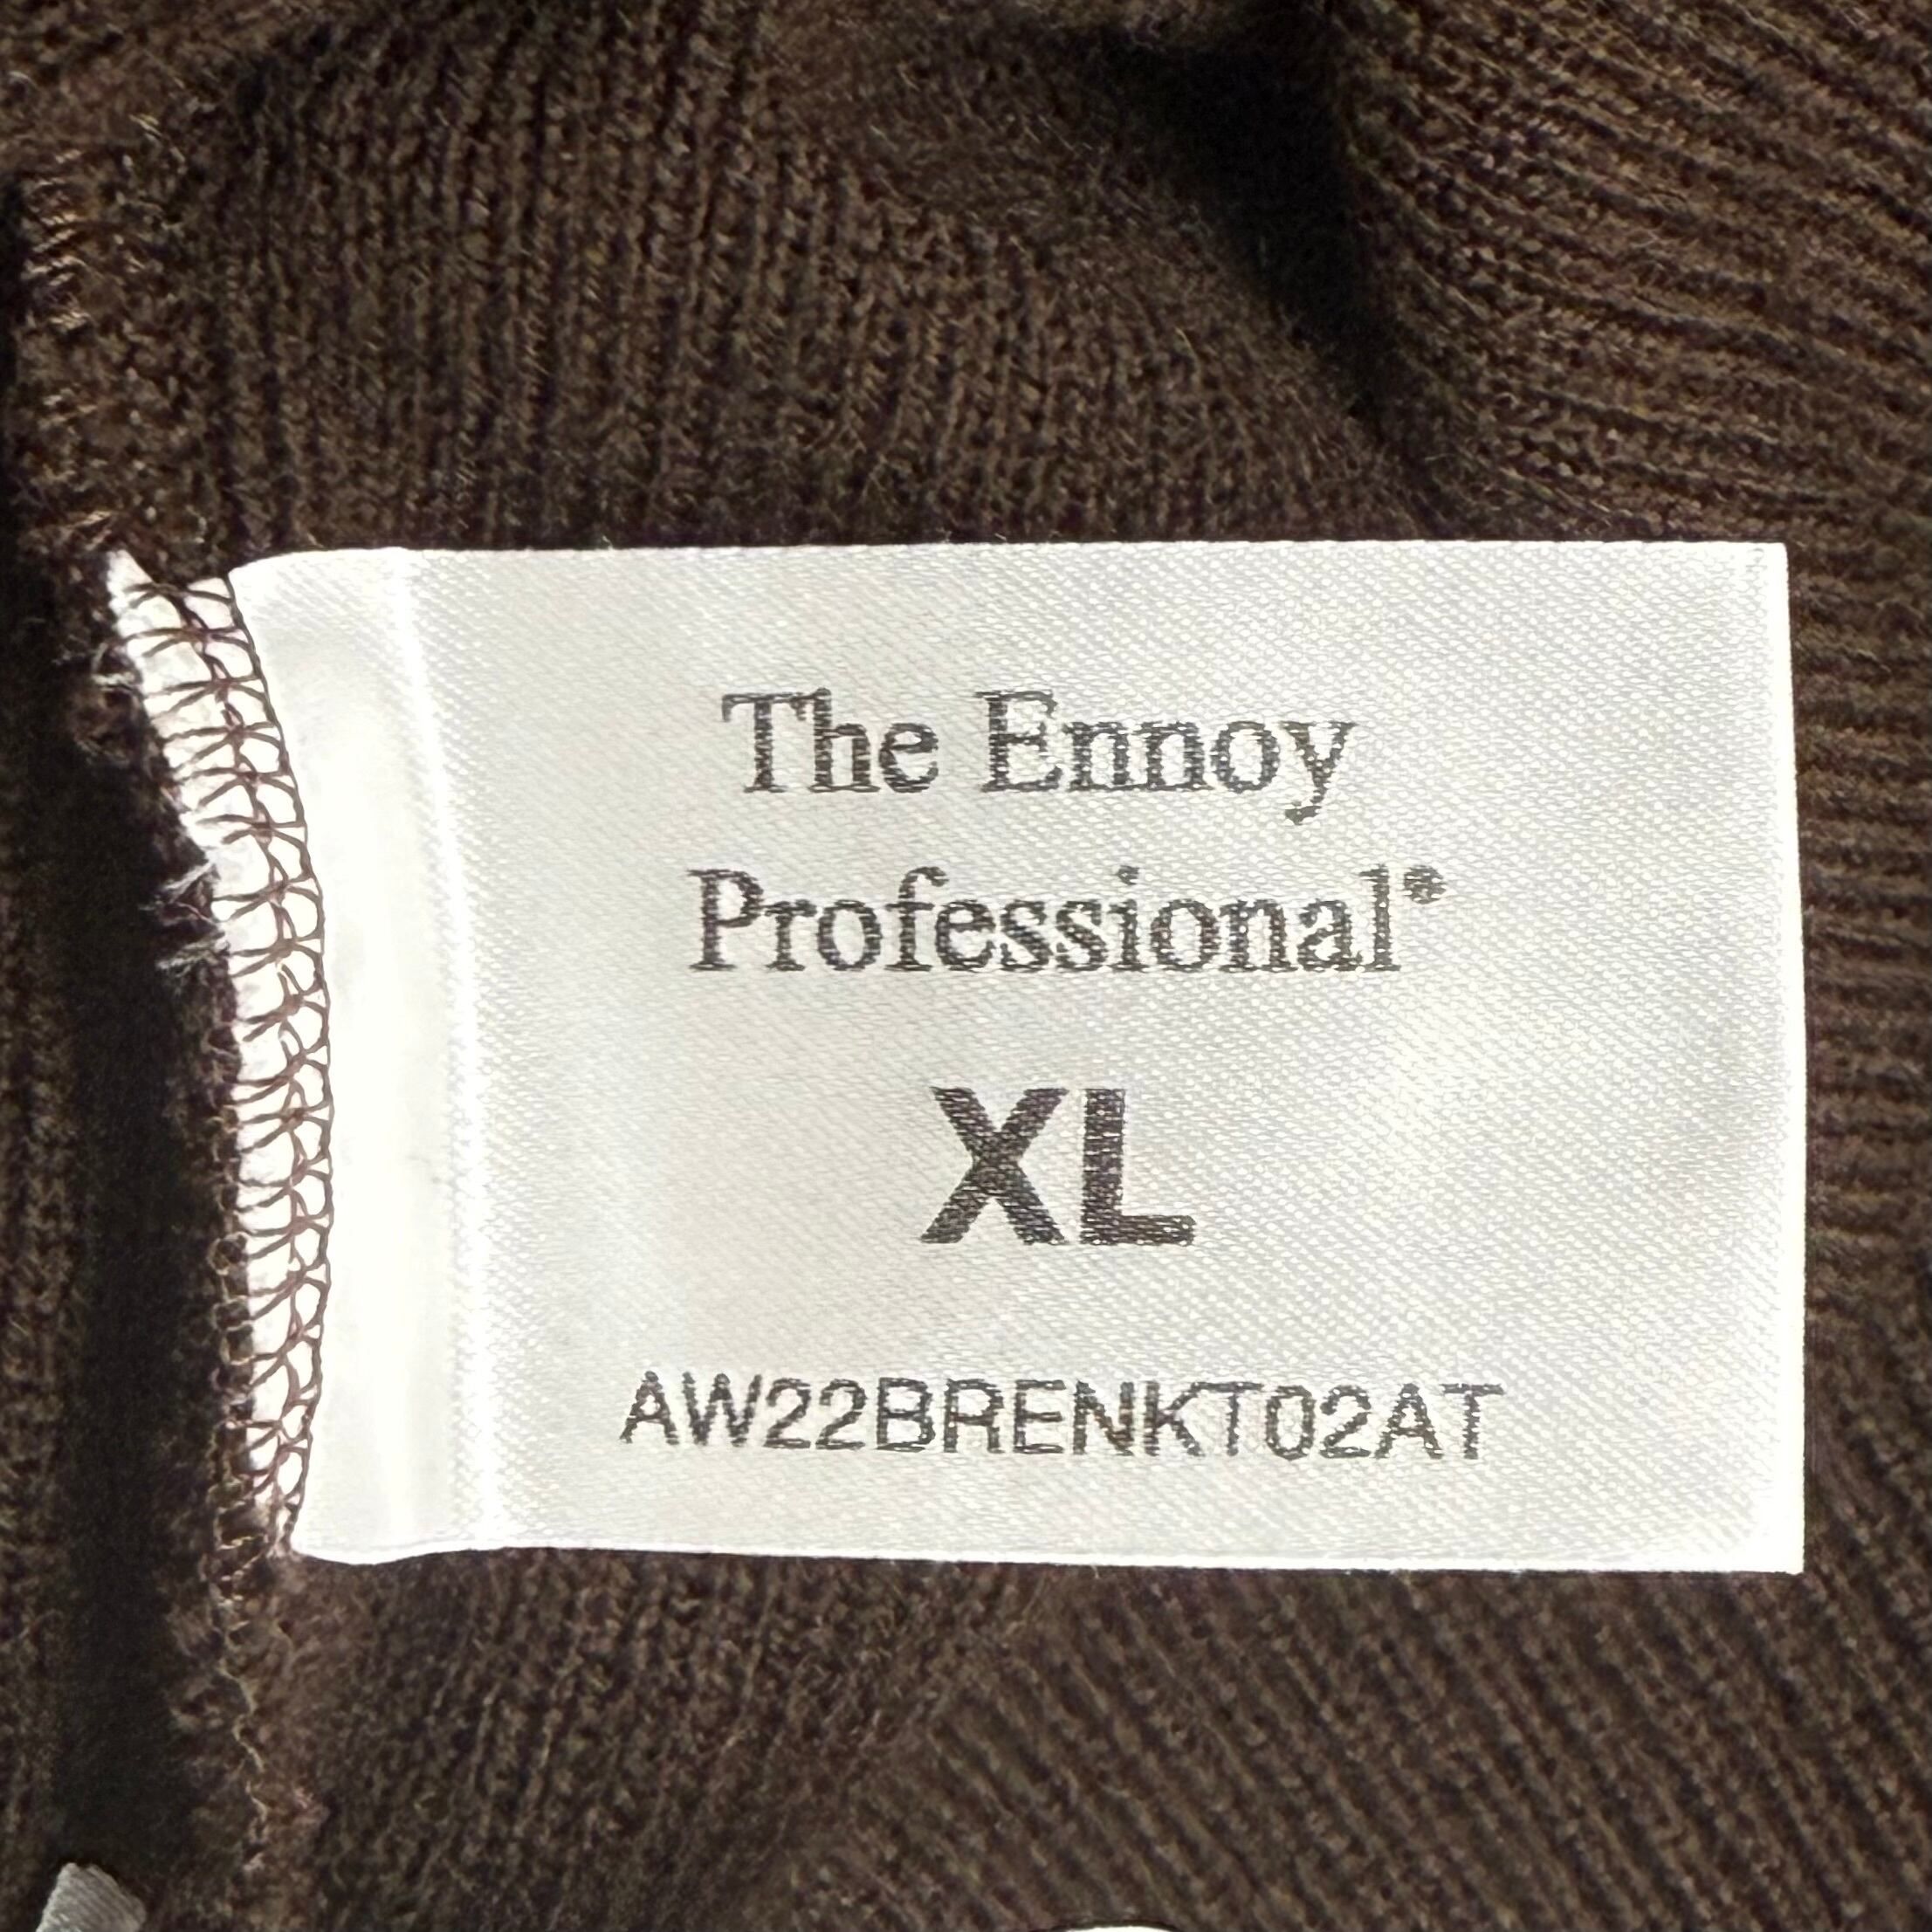 The Ennoy
Professional®
XL
AW22BRENKT02AT